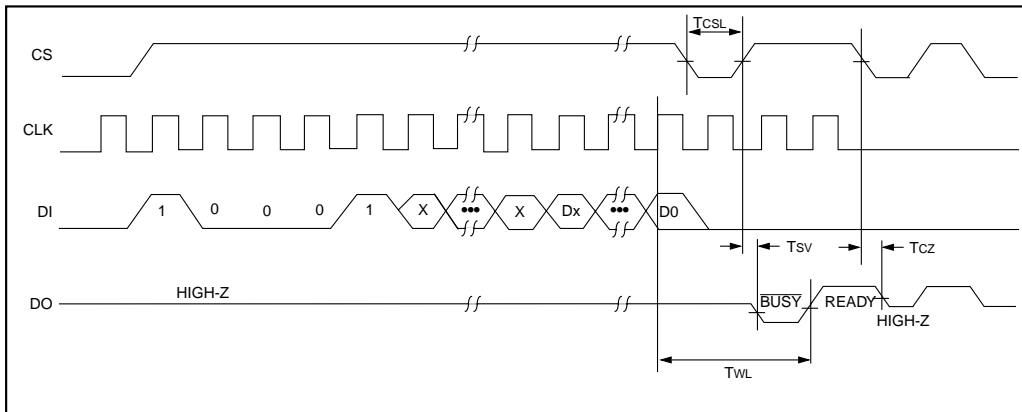 TCSL
CS
CLK
DI
1 0 0 0 1 X ••• X Dx ••• D0
TSV
TCZ
DO
HIGH-Z
BUSY
READY
HIGH-Z
TWL